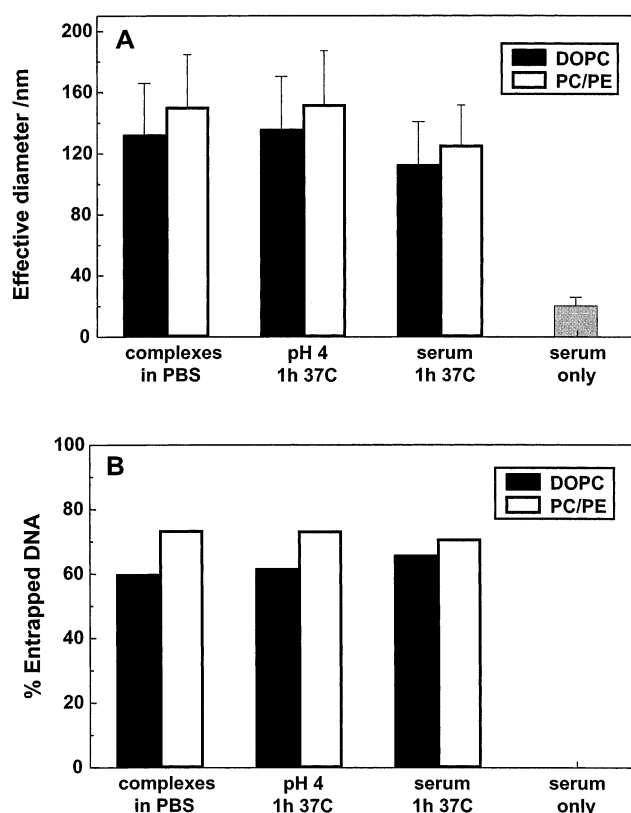 A
200
160
120
80
40
0
Effective diameter /nm
DOPC
PC/PE
complexes
in PBS
pH 4
1h 37C
serum
1h 37C
serum
only
B
100
80
60
40
20
0
% Entrapped DNA
DOPC
PC/PE
complexes
in PBS
pH 4
1h 37C
serum
1h 37C
serum
only